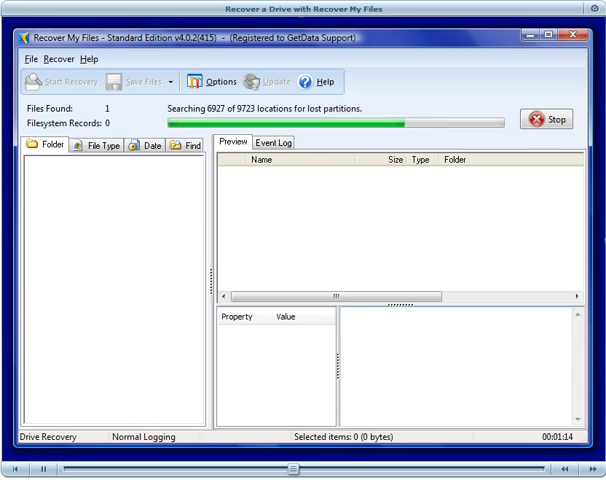 Recover a Drive with Recover My Files
Recover My Files - Standard Edition v4.0.2(415)  -  (Registered to GetData Support)
File Recover Help
Start Recovery Save Files Options Update Help
Files Found: 1 Searching 6927 of 9723 locations for lost partitions.
Filesystem Records: 0 Stop
Folder File Type Date Find Preview Event Log
Name Size Type Folder
Property Value
Drive Recovery Normal Logging Selected items: 0 (0 bytes) 00:01:14